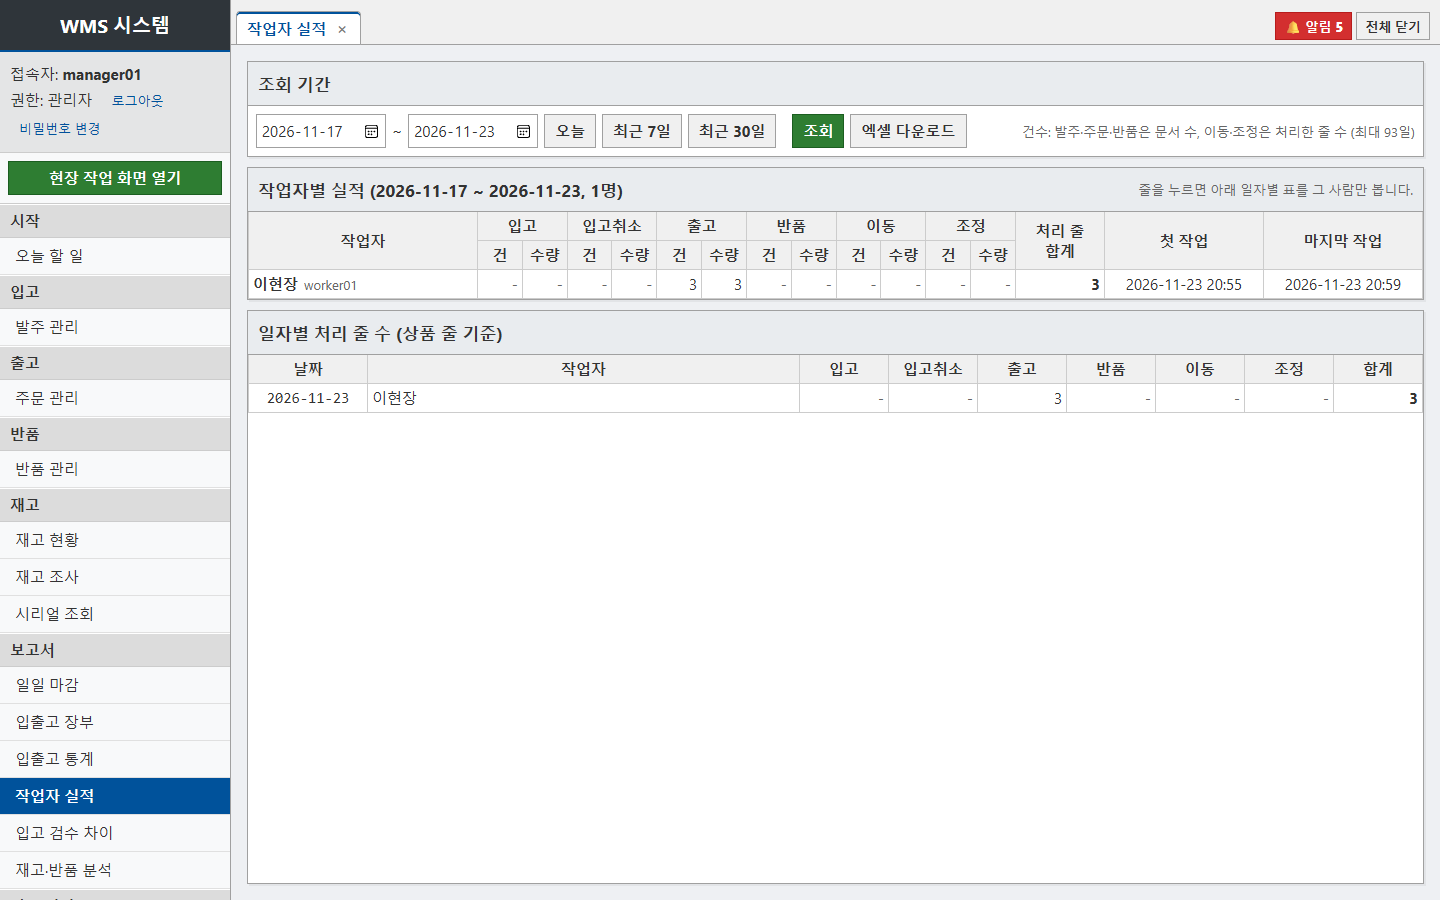 WMS 시스템
접속자: manager01
권한: 관리자 로그아웃
비밀번호 변경
현장 작업 화면 열기
시작
오늘 할 일
입고
발주 관리
출고
주문 관리
반품
반품 관리
재고
재고 현황
재고 조사
시리얼 조회
보고서
일일 마감
입출고 장부
입출고 통계
작업자 실적
입고 검수 차이
재고·반품 분석
작업자 실적 ×
알림 5 전체 닫기
조회 기간
2026-11-17 ~ 2026-11-23 오늘 최근 7일 최근 30일 조회 엑셀 다운로드 건수: 발주·주문·반품은 문서 수, 이동·조정은 처리한 줄 수 (최대 93일)
작업자별 실적 (2026-11-17 ~ 2026-11-23, 1명) 줄을 누르면 아래 일자별 표를 그 사람만 봅니다.
작업자 입고 입고취소 출고 반품 이동 조정 처리 줄 합계 첫 작업 마지막 작업
건 수량 건 수량 건 수량 건 수량 건 수량 건 수량
이현장 worker01 - - - - 3 3 - - - - - - 3 2026-11-23 20:55 2026-11-23 20:59
일자별 처리 줄 수 (상품 줄 기준)
날짜 작업자 입고 입고취소 출고 반품 이동 조정 합계
2026-11-23 이현장 - - 3 - - - 3